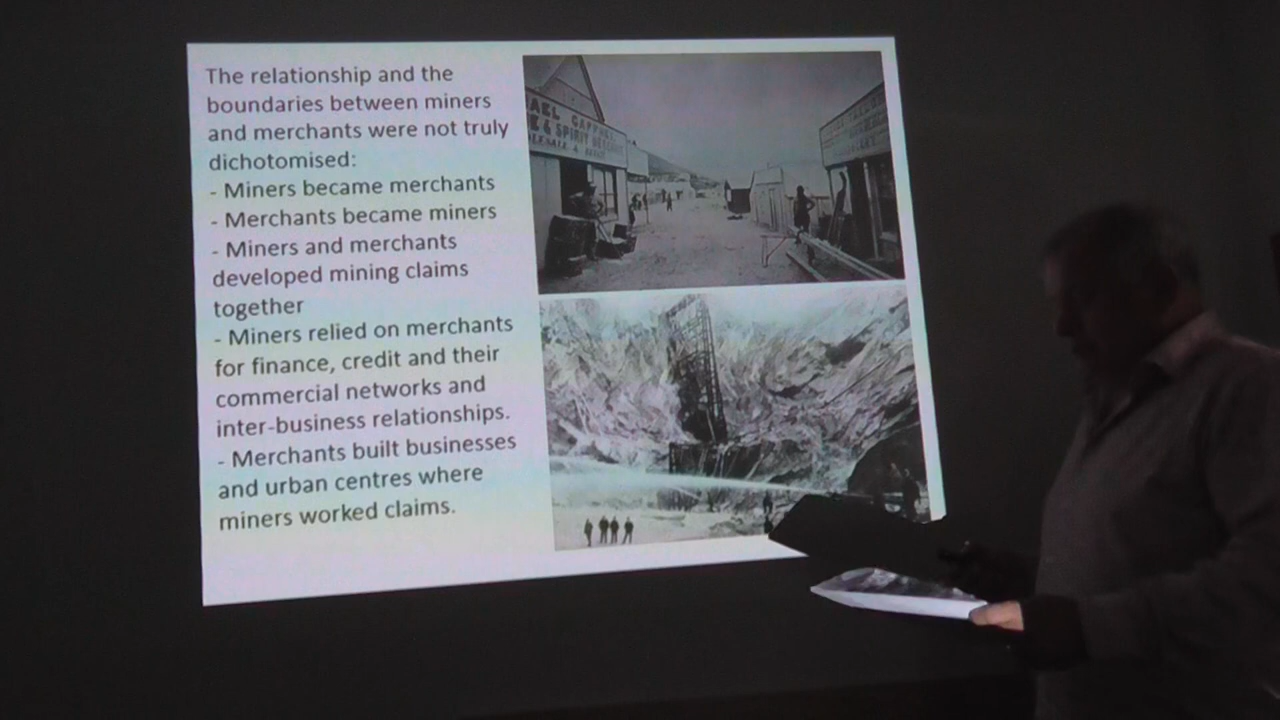 The relationship and the
boundaries between miners
and merchants were not truly
dichotomised:
- Miners became merchants
- Merchants became miners
- Miners and merchants
developed mining claims
together
- Miners relied on merchants
for finance, credit and their
commercial networks and
inter-business relationships.
- Merchants built businesses
and urban centres where
miners worked claims.
& SPIRIT